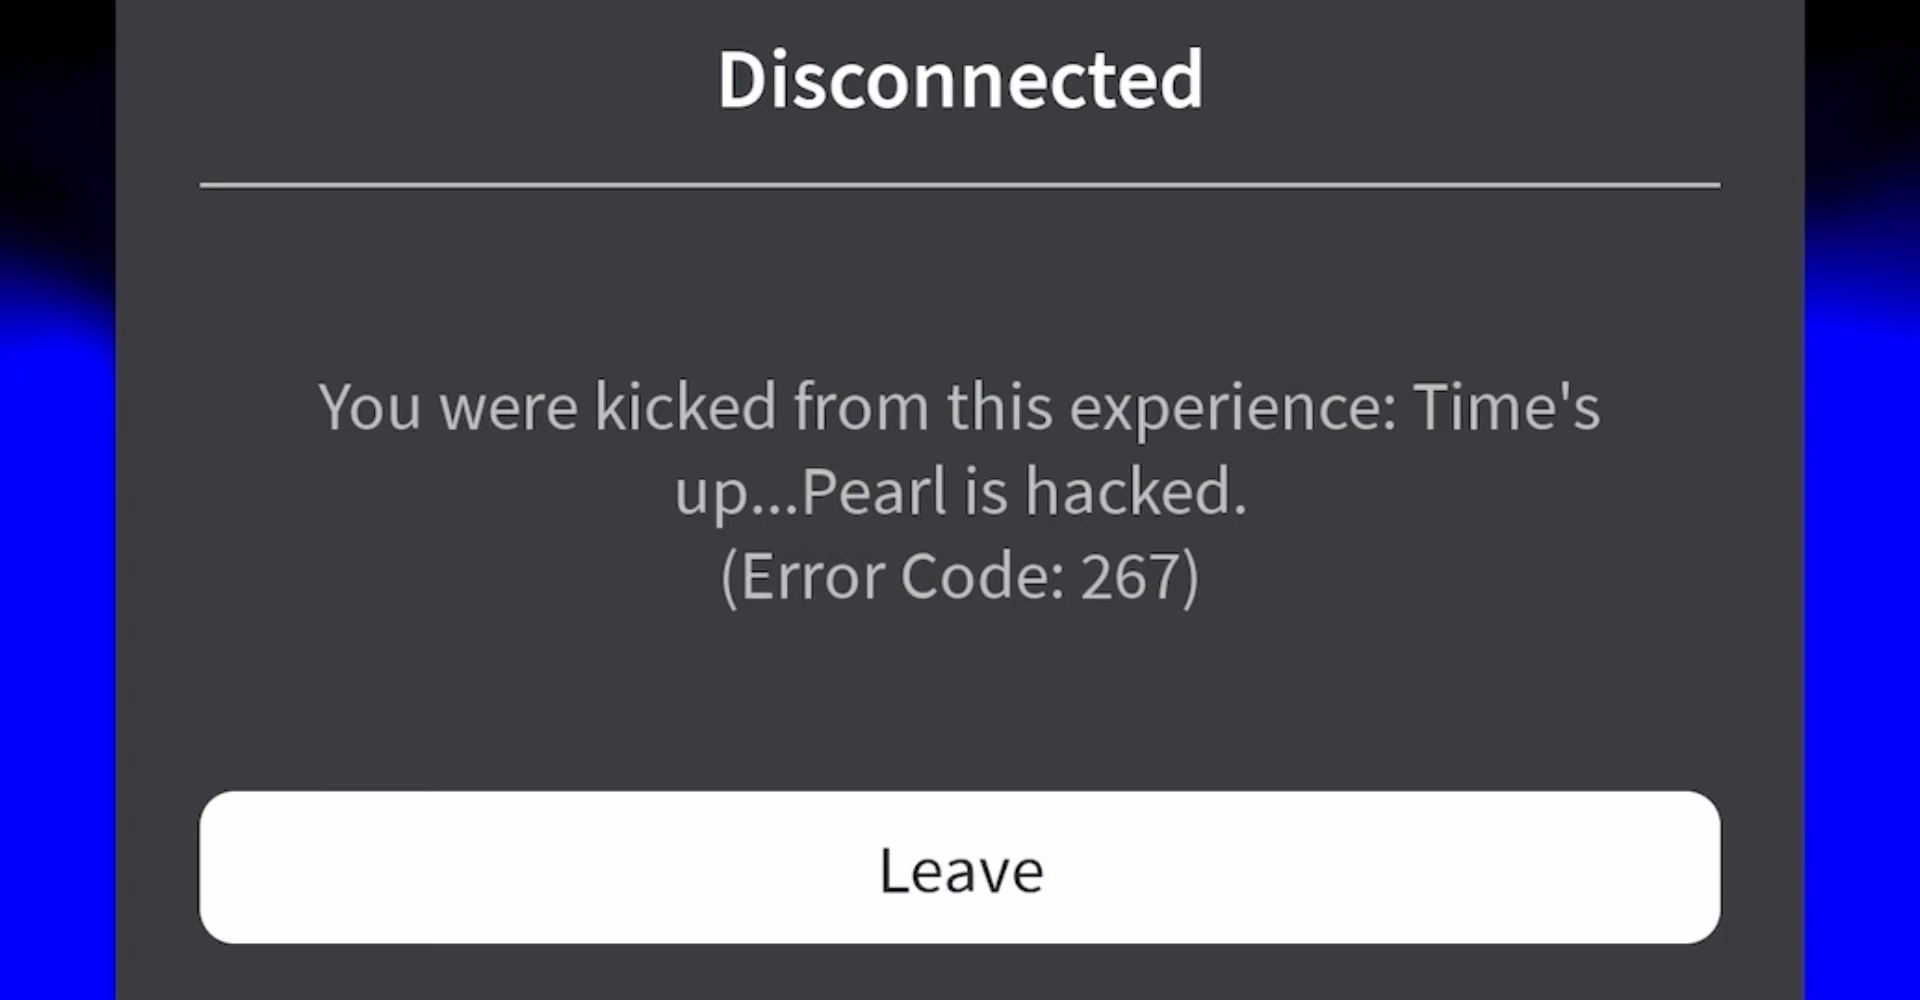 Disconnected
You were kicked from this experience: Time's
up...Pearl is hacked.
(Error Code: 267)
Leave